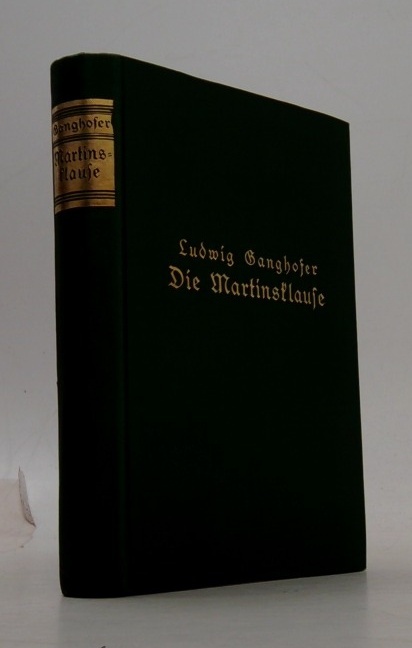 Ganghofer
Martins-
klauſe
Ludwig Ganghofer
Die Martinsklauſe